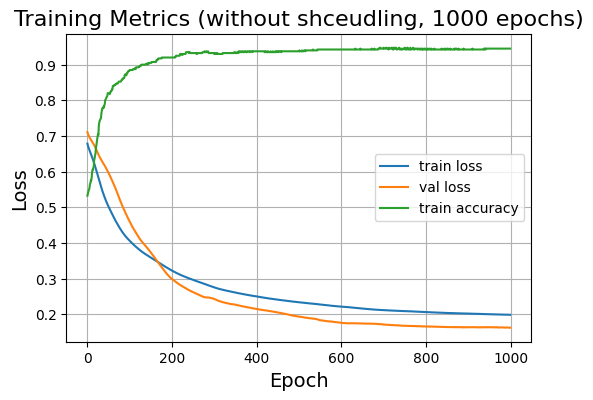 Training Metrics (without shceudling, 1000 epochs)
Loss
0.9
0.8
0.7
0.6
0.5
0.4
0.3
0.2
train loss
val loss
train accuracy
0 200 400 600 800 1000
Epoch